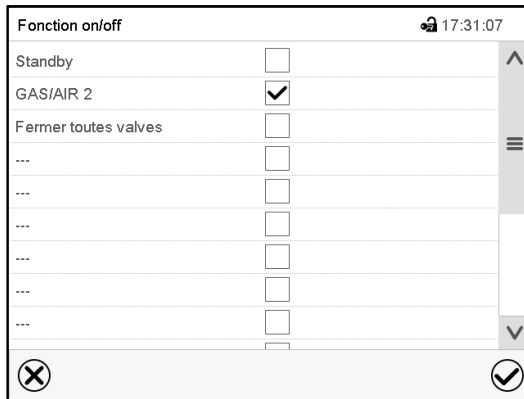 Fonction on/off 17:31:07
Standby
GAS/AIR 2
Fermer toutes valves
---
---
---
---
---
---